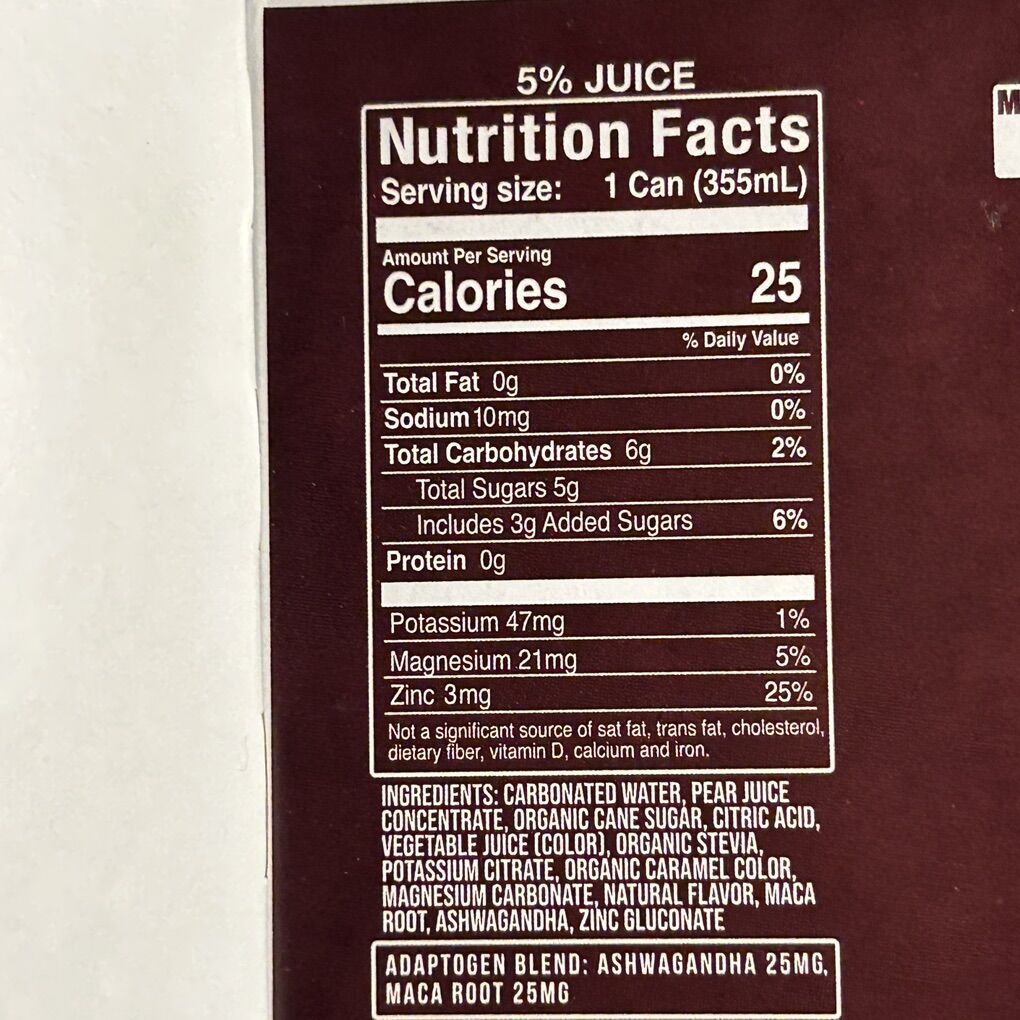 5% JUICE
Nutrition Facts
Serving size: 1 Can (355mL)
Amount Per Serving
Calories 25
% Daily Value
Total Fat 0g 0%
Sodium 10mg 0%
Total Carbohydrates 6g 2%
Total Sugars 5g
Includes 3g Added Sugars 6%
Protein 0g
Potassium 47mg 1%
Magnesium 21mg 5%
Zinc 3mg 25%
Not a significant source of sat fat, trans fat, cholesterol,
dietary fiber, vitamin D, calcium and iron.
INGREDIENTS: CARBONATED WATER, PEAR JUICE
CONCENTRATE, ORGANIC CANE SUGAR, CITRIC ACID,
VEGETABLE JUICE (COLOR), ORGANIC STEVIA,
POTASSIUM CITRATE, ORGANIC CARAMEL COLOR,
MAGNESIUM CARBONATE, NATURAL FLAVOR, MACA
ROOT, ASHWAGANDHA, ZINC GLUCONATE
ADAPTOGEN BLEND: ASHWAGANDHA 25MG,
MACA ROOT 25MG